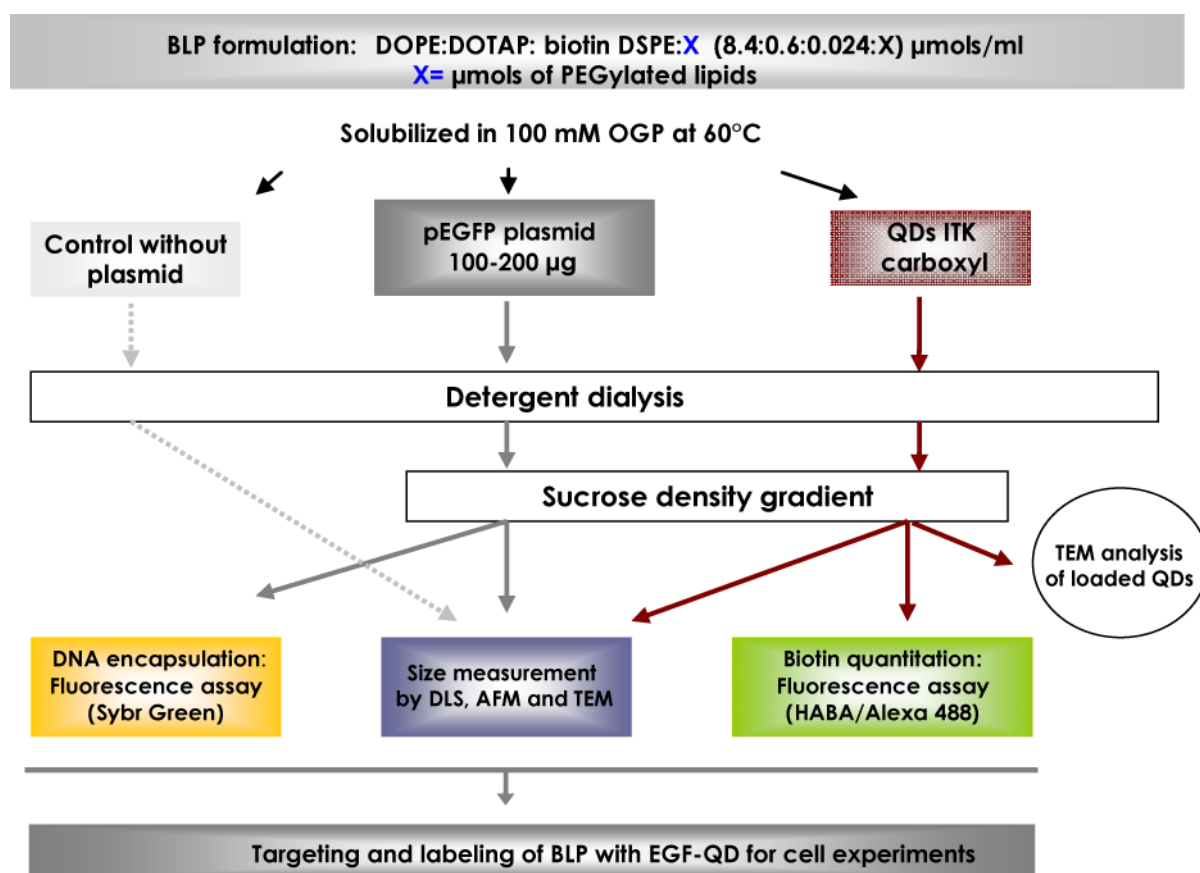 BLP formulation: DOPE:DOTAP: biotin DSPE:X (8.4:0.6:0.024:X) µmols/ml
X= µmols of PEGylated lipids
Solubilized in 100 mM OGP at 60°C
Control without
plasmid
pEGFP plasmid
100-200 µg
QDs ITK
carboxyl
Detergent dialysis
Sucrose density gradient
TEM analysis
of loaded QDs
DNA encapsulation:
Fluorescence assay
(Sybr Green)
Size measurement
by DLS, AFM and TEM
Biotin quantitation:
Fluorescence assay
(HABA/Alexa 488)
Targeting and labeling of BLP with EGF-QD for cell experiments